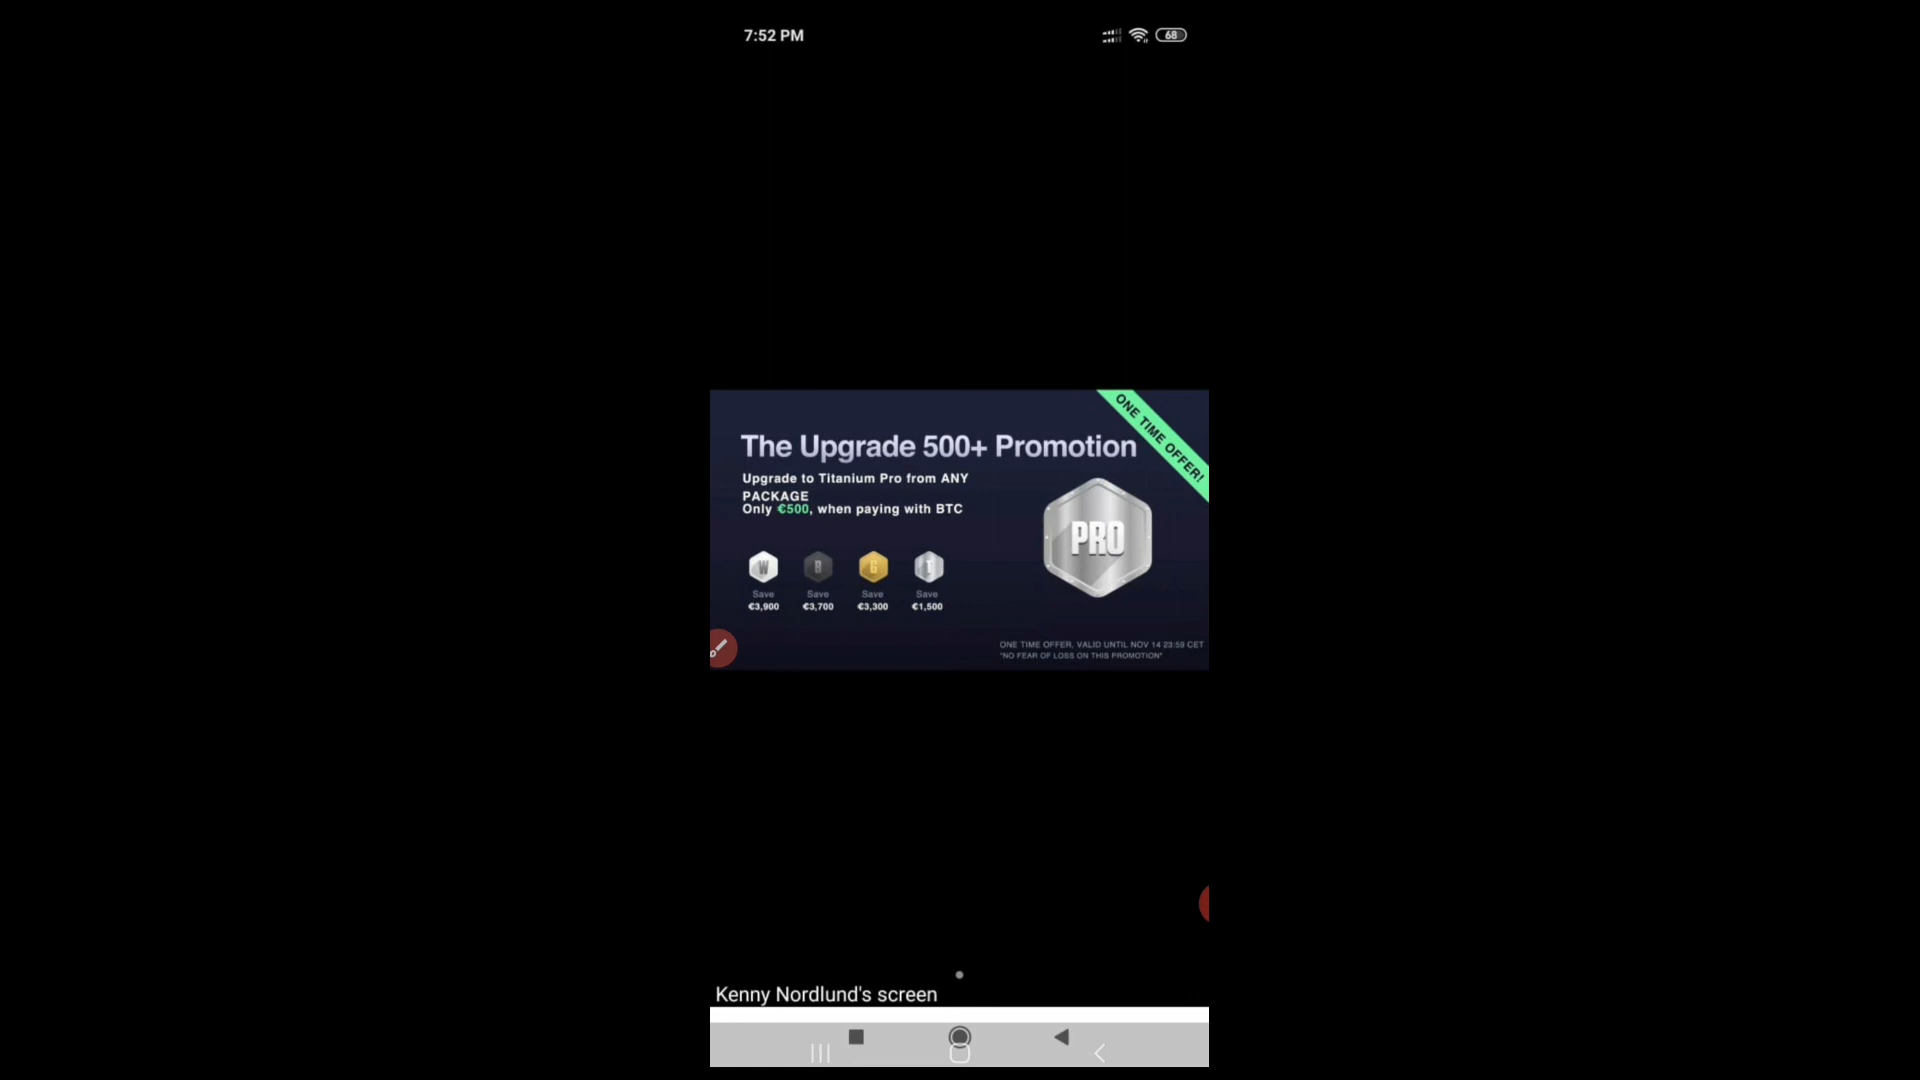 7:52 PM
68
ONE TIME OFFER!
The Upgrade 500+ Promotion
Upgrade to Titanium Pro from ANY
PACKAGE
Only €500, when paying with BTC
PRO
W B G T
Save Save Save Save
€3,900 €3,700 €3,300 €1,500
ONE TIME OFFER, VALID UNTIL NOV 14 23:59 CET
"NO FEAR OF LOSS ON THIS PROMOTION"
Kenny Nordlund's screen